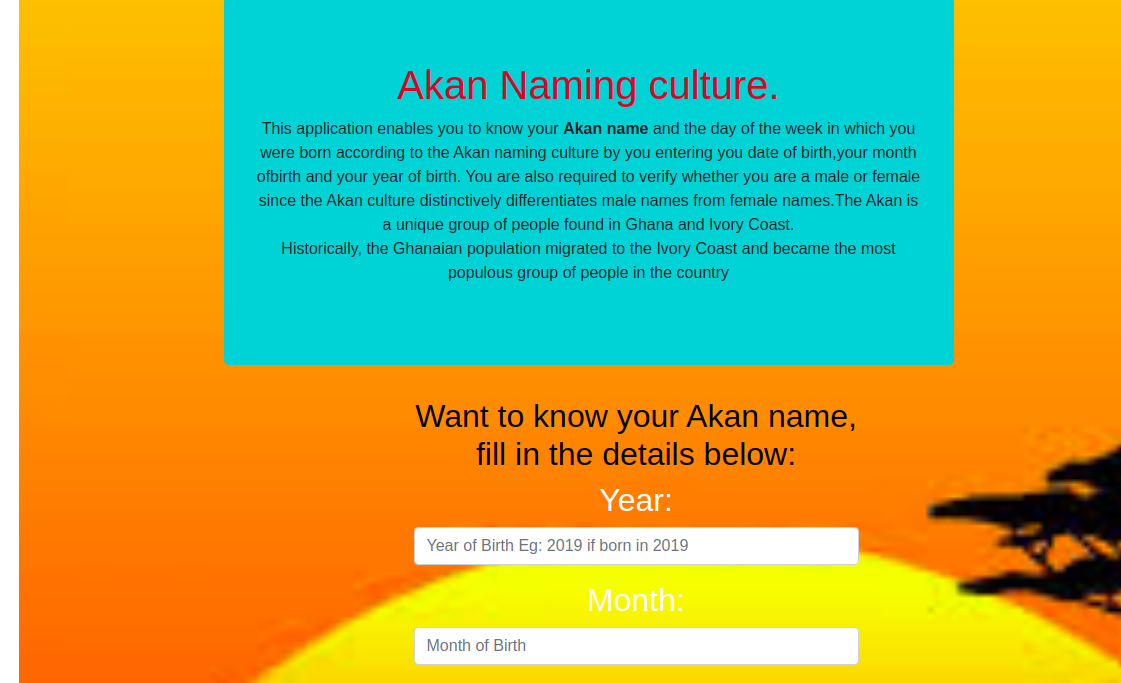 Akan Naming culture.
This application enables you to know your Akan name and the day of the week in which you
were born according to the Akan naming culture by you entering you date of birth,your month
ofbirth and your year of birth. You are also required to verify whether you are a male or female
since the Akan culture distinctively differentiates male names from female names.The Akan is
a unique group of people found in Ghana and Ivory Coast.
Historically, the Ghanaian population migrated to the Ivory Coast and became the most
populous group of people in the country
Want to know your Akan name,
fill in the details below:
Year:
Year of Birth Eg: 2019 if born in 2019
Month:
Month of Birth